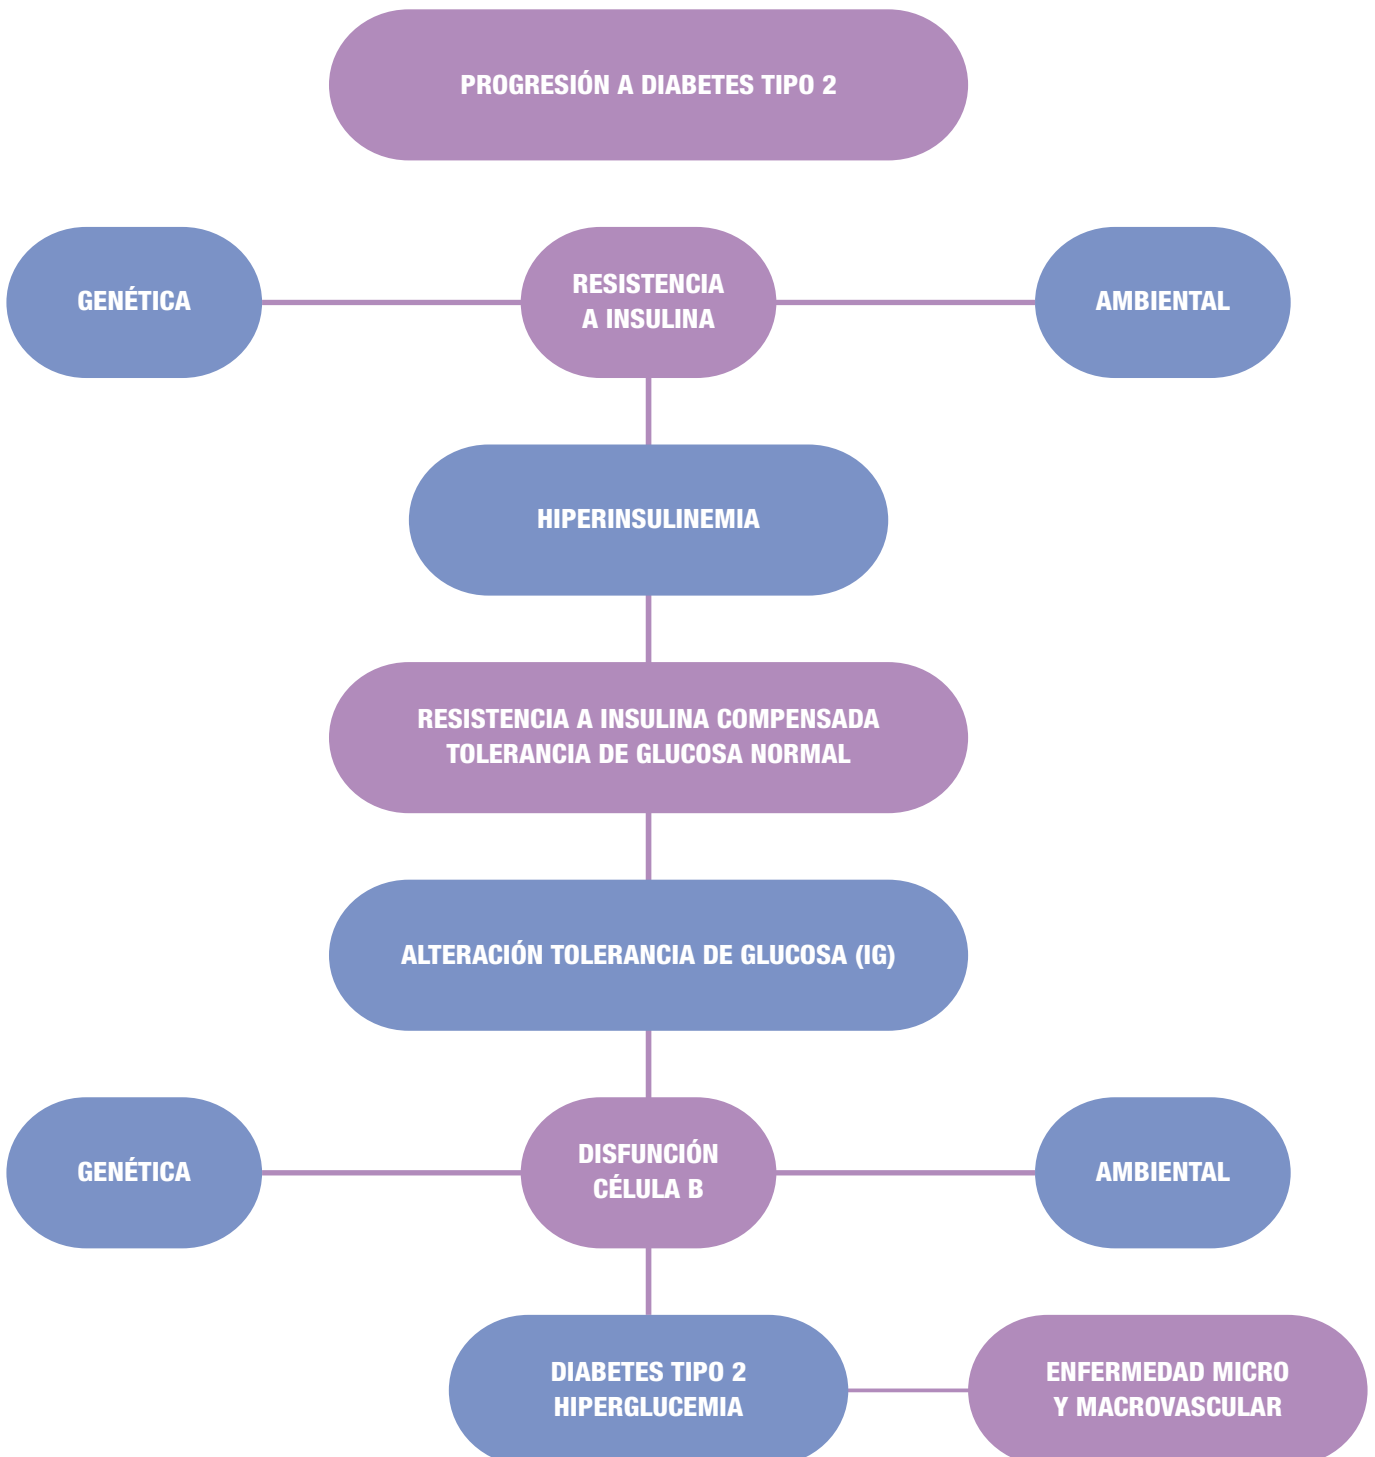 PROGRESIÓN A DIABETES TIPO 2
GENÉTICA
RESISTENCIA
A INSULINA
AMBIENTAL
HIPERINSULINEMIA
RESISTENCIA A INSULINA COMPENSADA
TOLERANCIA DE GLUCOSA NORMAL
ALTERACIÓN TOLERANCIA DE GLUCOSA (IG)
GENÉTICA
DISFUNCIÓN
CÉLULA B
AMBIENTAL
DIABETES TIPO 2
HIPERGLUCEMIA
ENFERMEDAD MICRO
Y MACROVASCULAR